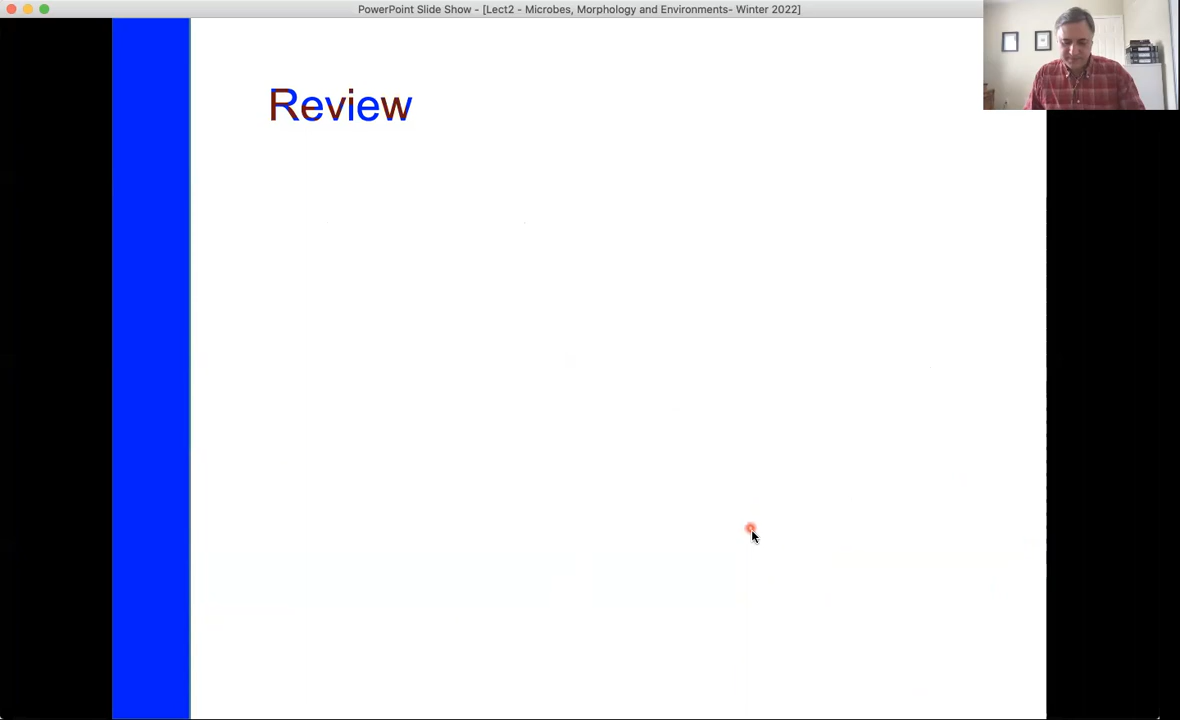 PowerPoint Slide Show - [Lect2 - Microbes, Morphology and Environments- Winter 2022]
Review